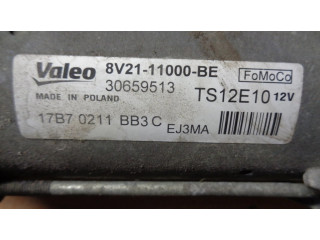 Valeo 8V21-11000-BE FoMoCo
30659513
MADE IN POLAND TS12E10 12V
17B7 0211 BB3 C EJ3MA